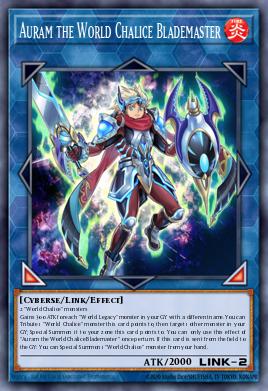 Auram the World Chalice Blademaster
炎
[Cyberse/Link/Effect]
2 "World Chalice" monsters
Gains 300 ATK for each "World Legacy" monster in your GY with a different name. You can
Tribute 1 "World Chalice" monster this card points to, then target 1 other monster in your
GY; Special Summon it to your zone this card points to. You can only use this effect of
"Auram the World Chalice Blademaster" once per turn. If this card is sent from the field to
the GY: You can Special Summon 1 "World Chalice" monster from your hand.
ATK/2000 LINK-2